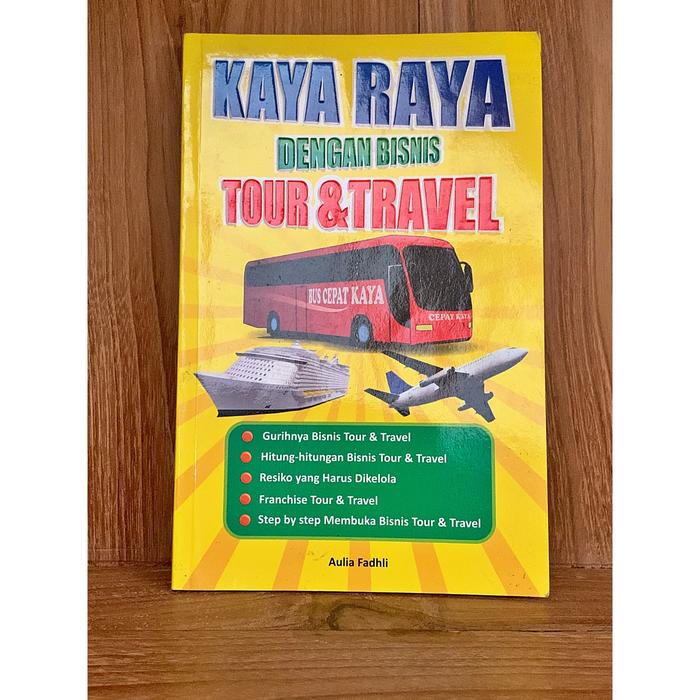 KAYA RAYA
DENGAN BISNIS
TOUR & TRAVEL
BUS CEPAT KAYA
CEPAT KAYA
Gurihnya Bisnis Tour & Travel
Hitung-hitungan Bisnis Tour & Travel
Resiko yang Harus Dikelola
Franchise Tour & Travel
Step by step Membuka Bisnis Tour & Travel
Aulia Fadhli